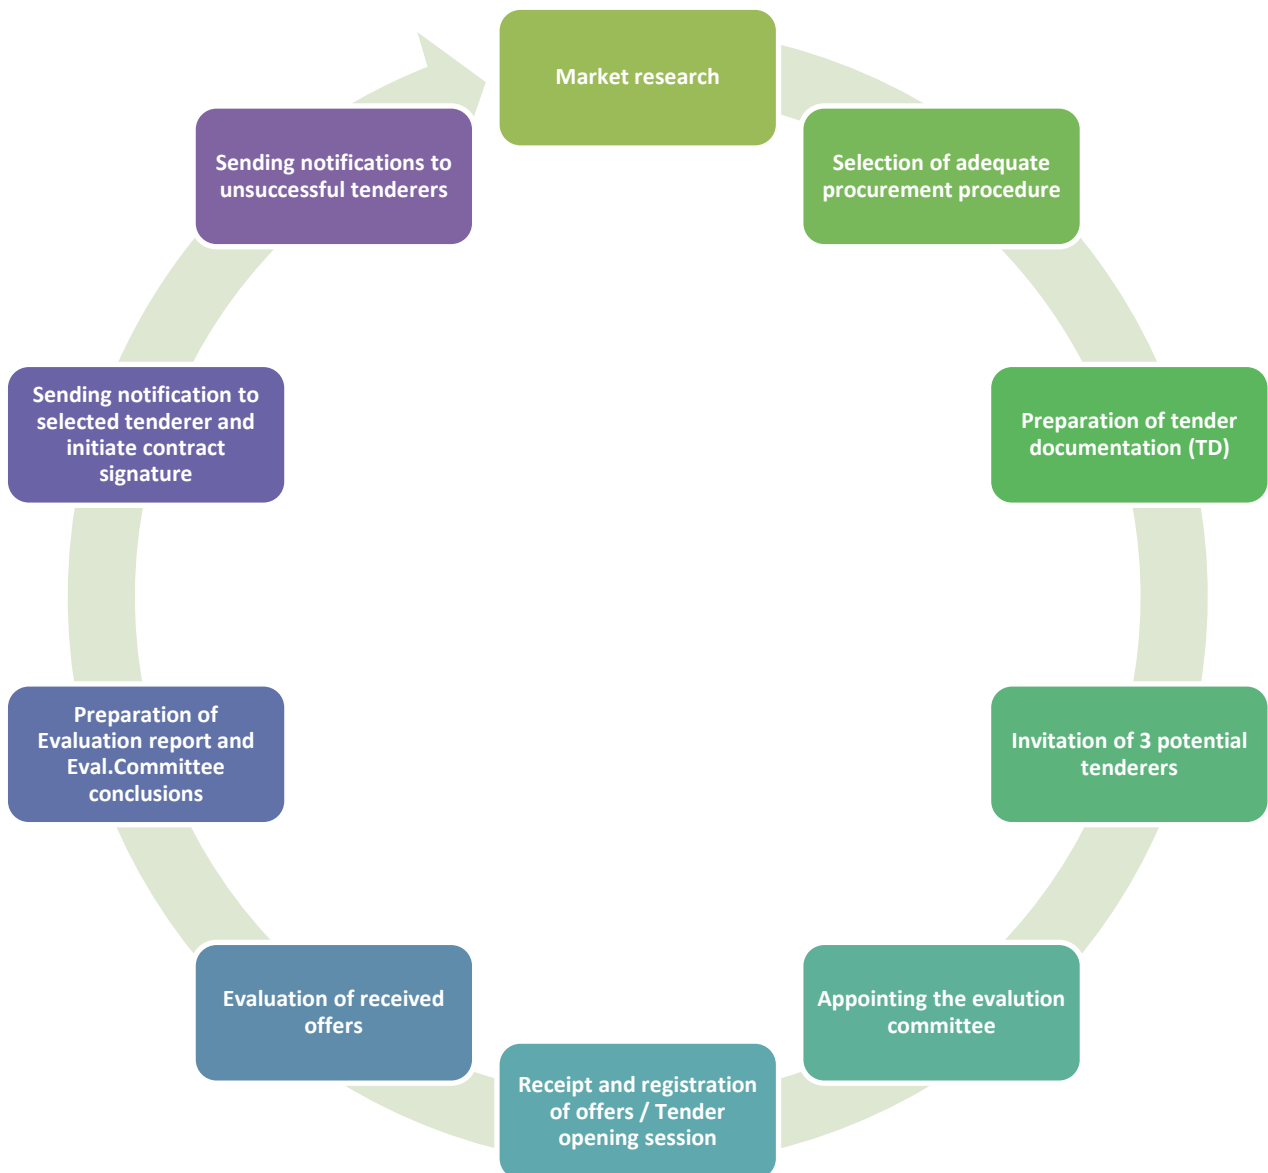 Market research
Selection of adequate
procurement procedure
Preparation of tender
documentation (TD)
Invitation of 3 potential
tenderers
Appointing the evalution
committee
Receipt and registration
of offers / Tender
opening session
Evaluation of received
offers
Preparation of
Evaluation report and
Eval.Committee
conclusions
Sending notification to
selected tenderer and
initiate contract
signature
Sending notifications to
unsuccessful tenderers